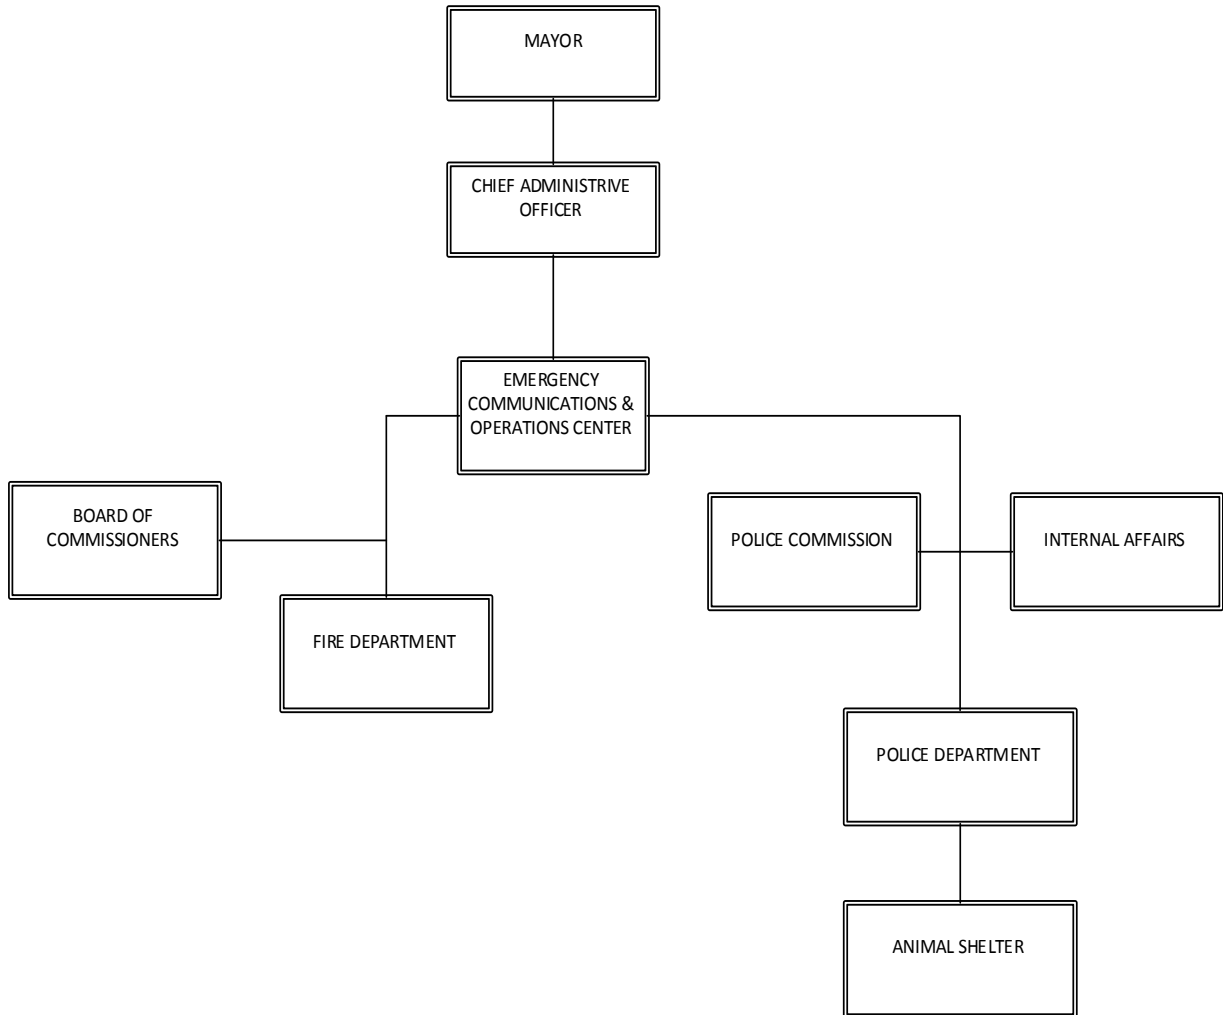 MAYOR
CHIEF ADMINISTRIVE
OFFICER
EMERGENCY
COMMUNICATIONS &
OPERATIONS CENTER
BOARD OF
COMMISSIONERS
POLICE COMMISSION
INTERNAL AFFAIRS
FIRE DEPARTMENT
POLICE DEPARTMENT
ANIMAL SHELTER